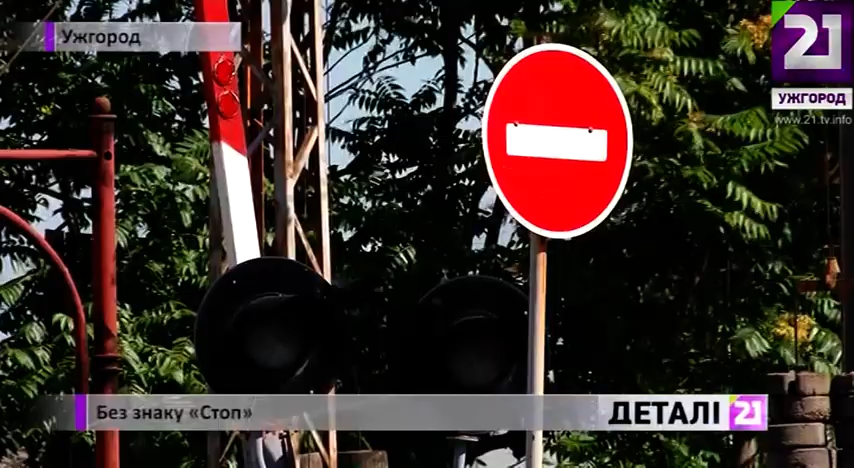 Ужгород
21
УЖГОРОД
www.21.tv.info
Без знаку «Стоп»
ДЕТАЛІ 21